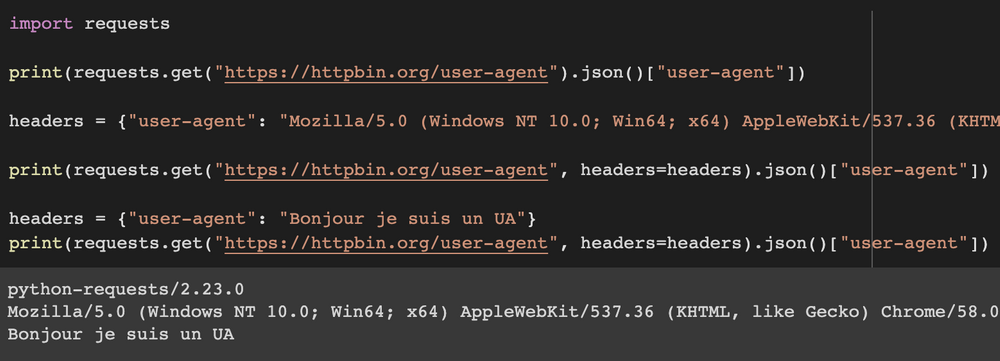 import requests
print(requests.get("https://httpbin.org/user-agent").json()["user-agent"])
headers = {"user-agent": "Mozilla/5.0 (Windows NT 10.0; Win64; x64) AppleWebKit/537.36 (KHTM
print(requests.get("https://httpbin.org/user-agent", headers=headers).json()["user-agent"])
headers = {"user-agent": "Bonjour je suis un UA"}
print(requests.get("https://httpbin.org/user-agent", headers=headers).json()["user-agent"])
python-requests/2.23.0
Mozilla/5.0 (Windows NT 10.0; Win64; x64) AppleWebKit/537.36 (KHTML, like Gecko) Chrome/58.0
Bonjour je suis un UA